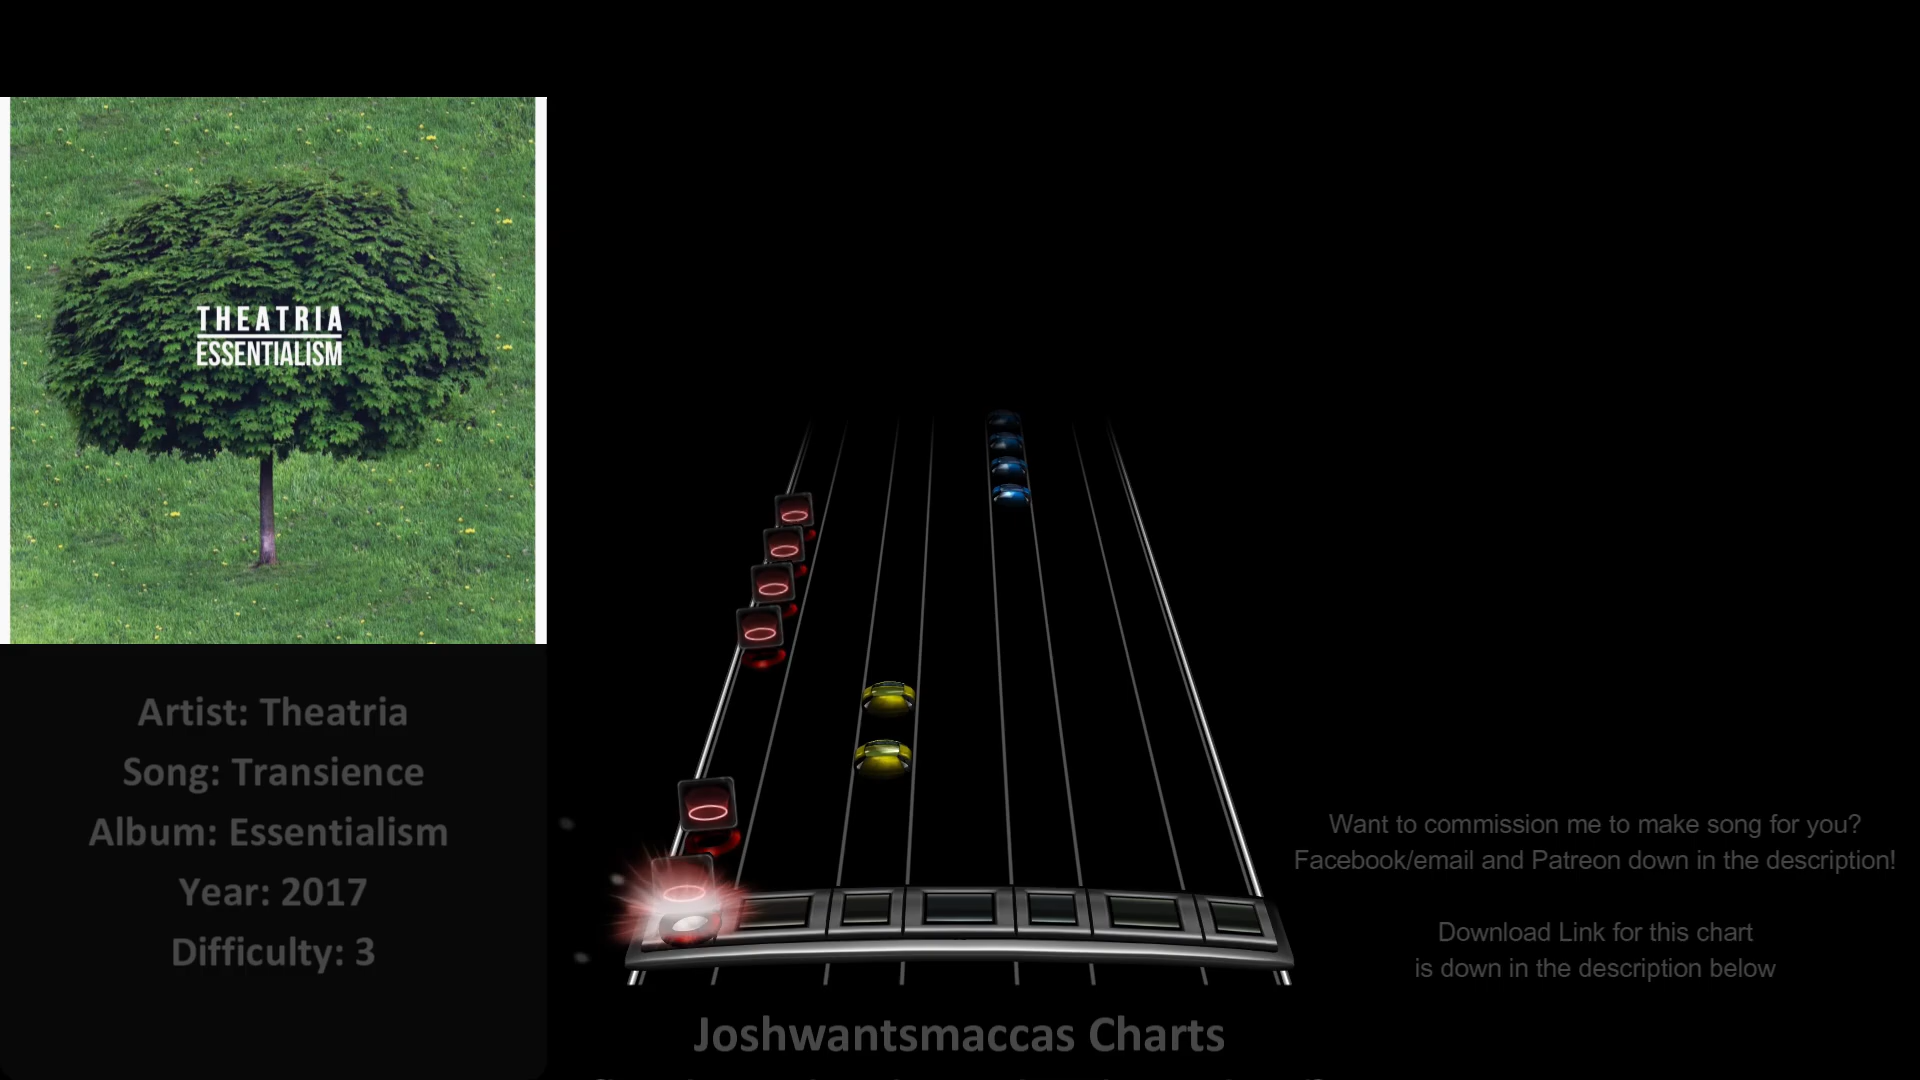 THEATRIA
ESSENTIALISM
Artist: Theatria
Song: Transience
Album: Essentialism
Year: 2017
Difficulty: 3
Want to commission me to make song for you?
Facebook/email and Patreon down in the description!
Download Link for this chart
is down in the description below
Joshwantsmaccas Charts